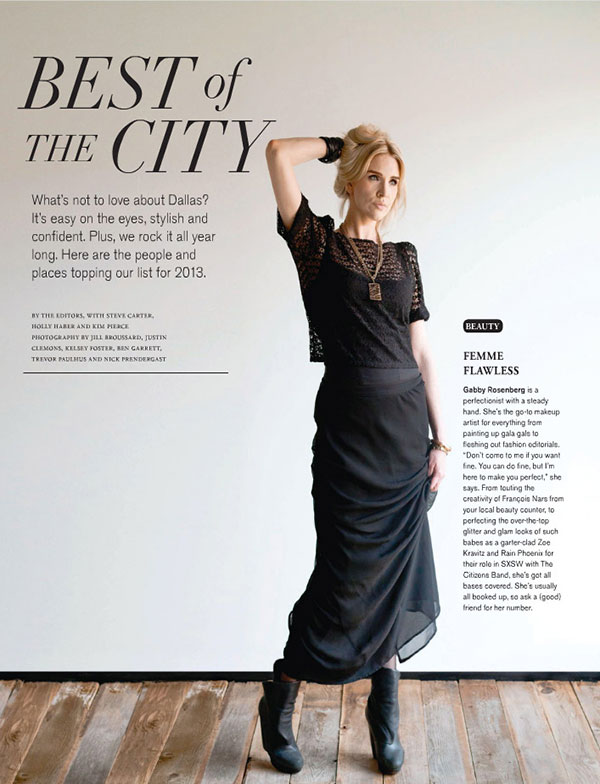 BEST of
THE CITY
What's not to love about Dallas?
It's easy on the eyes, stylish and
confident. Plus, we rock it all year
long. Here are the people and
places topping our list for 2013.
BY THE EDITORS, WITH STEVE CARTER,
HOLLY HABER AND KIM PIERCE
PHOTOGRAPHY BY JILL BROUSSARD, JUSTIN
CLEMONS, KELSEY FOSTER, BEN GARRETT,
TREVOR PAULHUS AND NICK PRENDERGAST
BEAUTY
FEMME
FLAWLESS
Gabby Rosenberg is a
perfectionist with a steady
hand. She's the go-to makeup
artist for everything from
painting up gala gals to
fleshing out fashion editorials.
"Don't come to me if you want
fine. You can do fine, but I'm
here to make you perfect," she
says. From touting the
creativity of François Nars from
your local beauty counter, to
perfecting the over-the-top
glitter and glam looks of such
babes as a garter-clad Zoe
Kravitz and Rain Phoenix for
their role in SXSW with The
Citizens Band, she's got all
bases covered. She's usually
all booked up, so ask a (good)
friend for her number.